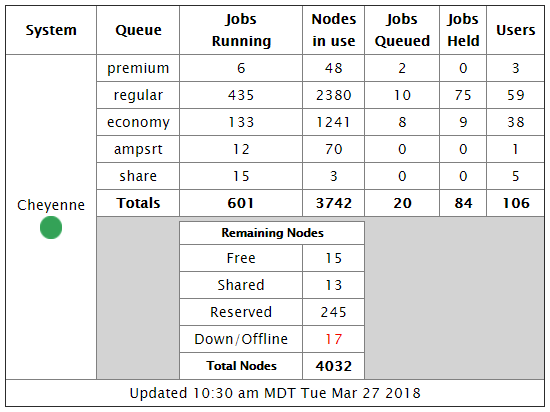 System Queue Jobs Running Nodes in use Jobs Queued Jobs Held Users
premium 6 48 2 0 3
regular 435 2380 10 75 59
economy 133 1241 8 9 38
ampsrt 12 70 0 0 1
share 15 3 0 0 5
Cheyenne Totals 601 3742 20 84 106
Remaining Nodes
Free 15
Shared 13
Reserved 245
Down/Offline 17
Total Nodes 4032
Updated 10:30 am MDT Tue Mar 27 2018